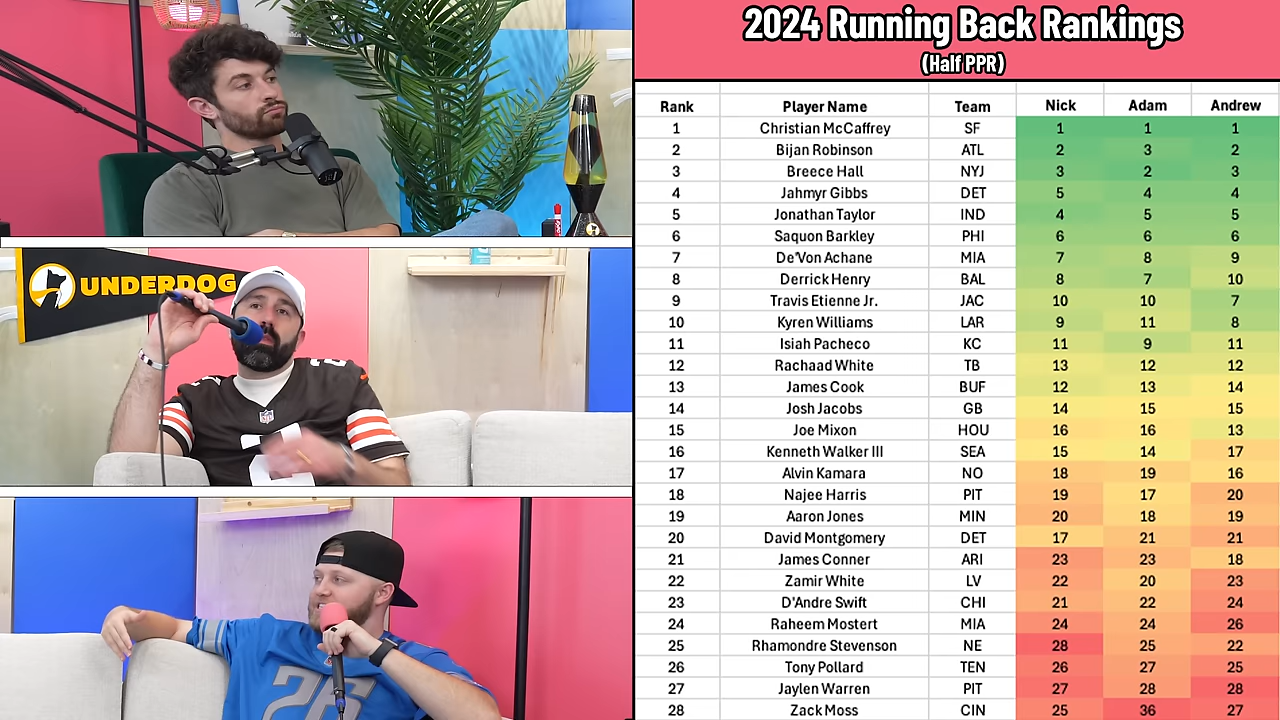 2024 Running Back Rankings
(Half PPR)
Rank Player Name Team Nick Adam Andrew
1 Christian McCaffrey SF 1 1 1
2 Bijan Robinson ATL 2 3 2
3 Breece Hall NYJ 3 2 3
4 Jahmyr Gibbs DET 5 4 4
5 Jonathan Taylor IND 4 5 5
6 Saquon Barkley PHI 6 6 6
7 De'Von Achane MIA 7 8 9
8 Derrick Henry BAL 8 7 10
9 Travis Etienne Jr. JAC 10 10 7
10 Kyren Williams LAR 9 11 8
11 Isiah Pacheco KC 11 9 11
12 Rachaad White TB 13 12 12
13 James Cook BUF 12 13 14
14 Josh Jacobs GB 14 15 15
15 Joe Mixon HOU 16 16 13
16 Kenneth Walker III SEA 15 14 17
17 Alvin Kamara NO 18 19 16
18 Najee Harris PIT 19 17 20
19 Aaron Jones MIN 20 18 19
20 David Montgomery DET 17 21 21
21 James Conner ARI 23 23 18
22 Zamir White LV 22 20 23
23 D'Andre Swift CHI 21 22 24
24 Raheem Mostert MIA 24 24 26
25 Rhamondre Stevenson NE 28 25 22
26 Tony Pollard TEN 26 27 25
27 Jaylen Warren PIT 27 28 28
28 Zack Moss CIN 25 36 27
UNDERDOG
NFL
26